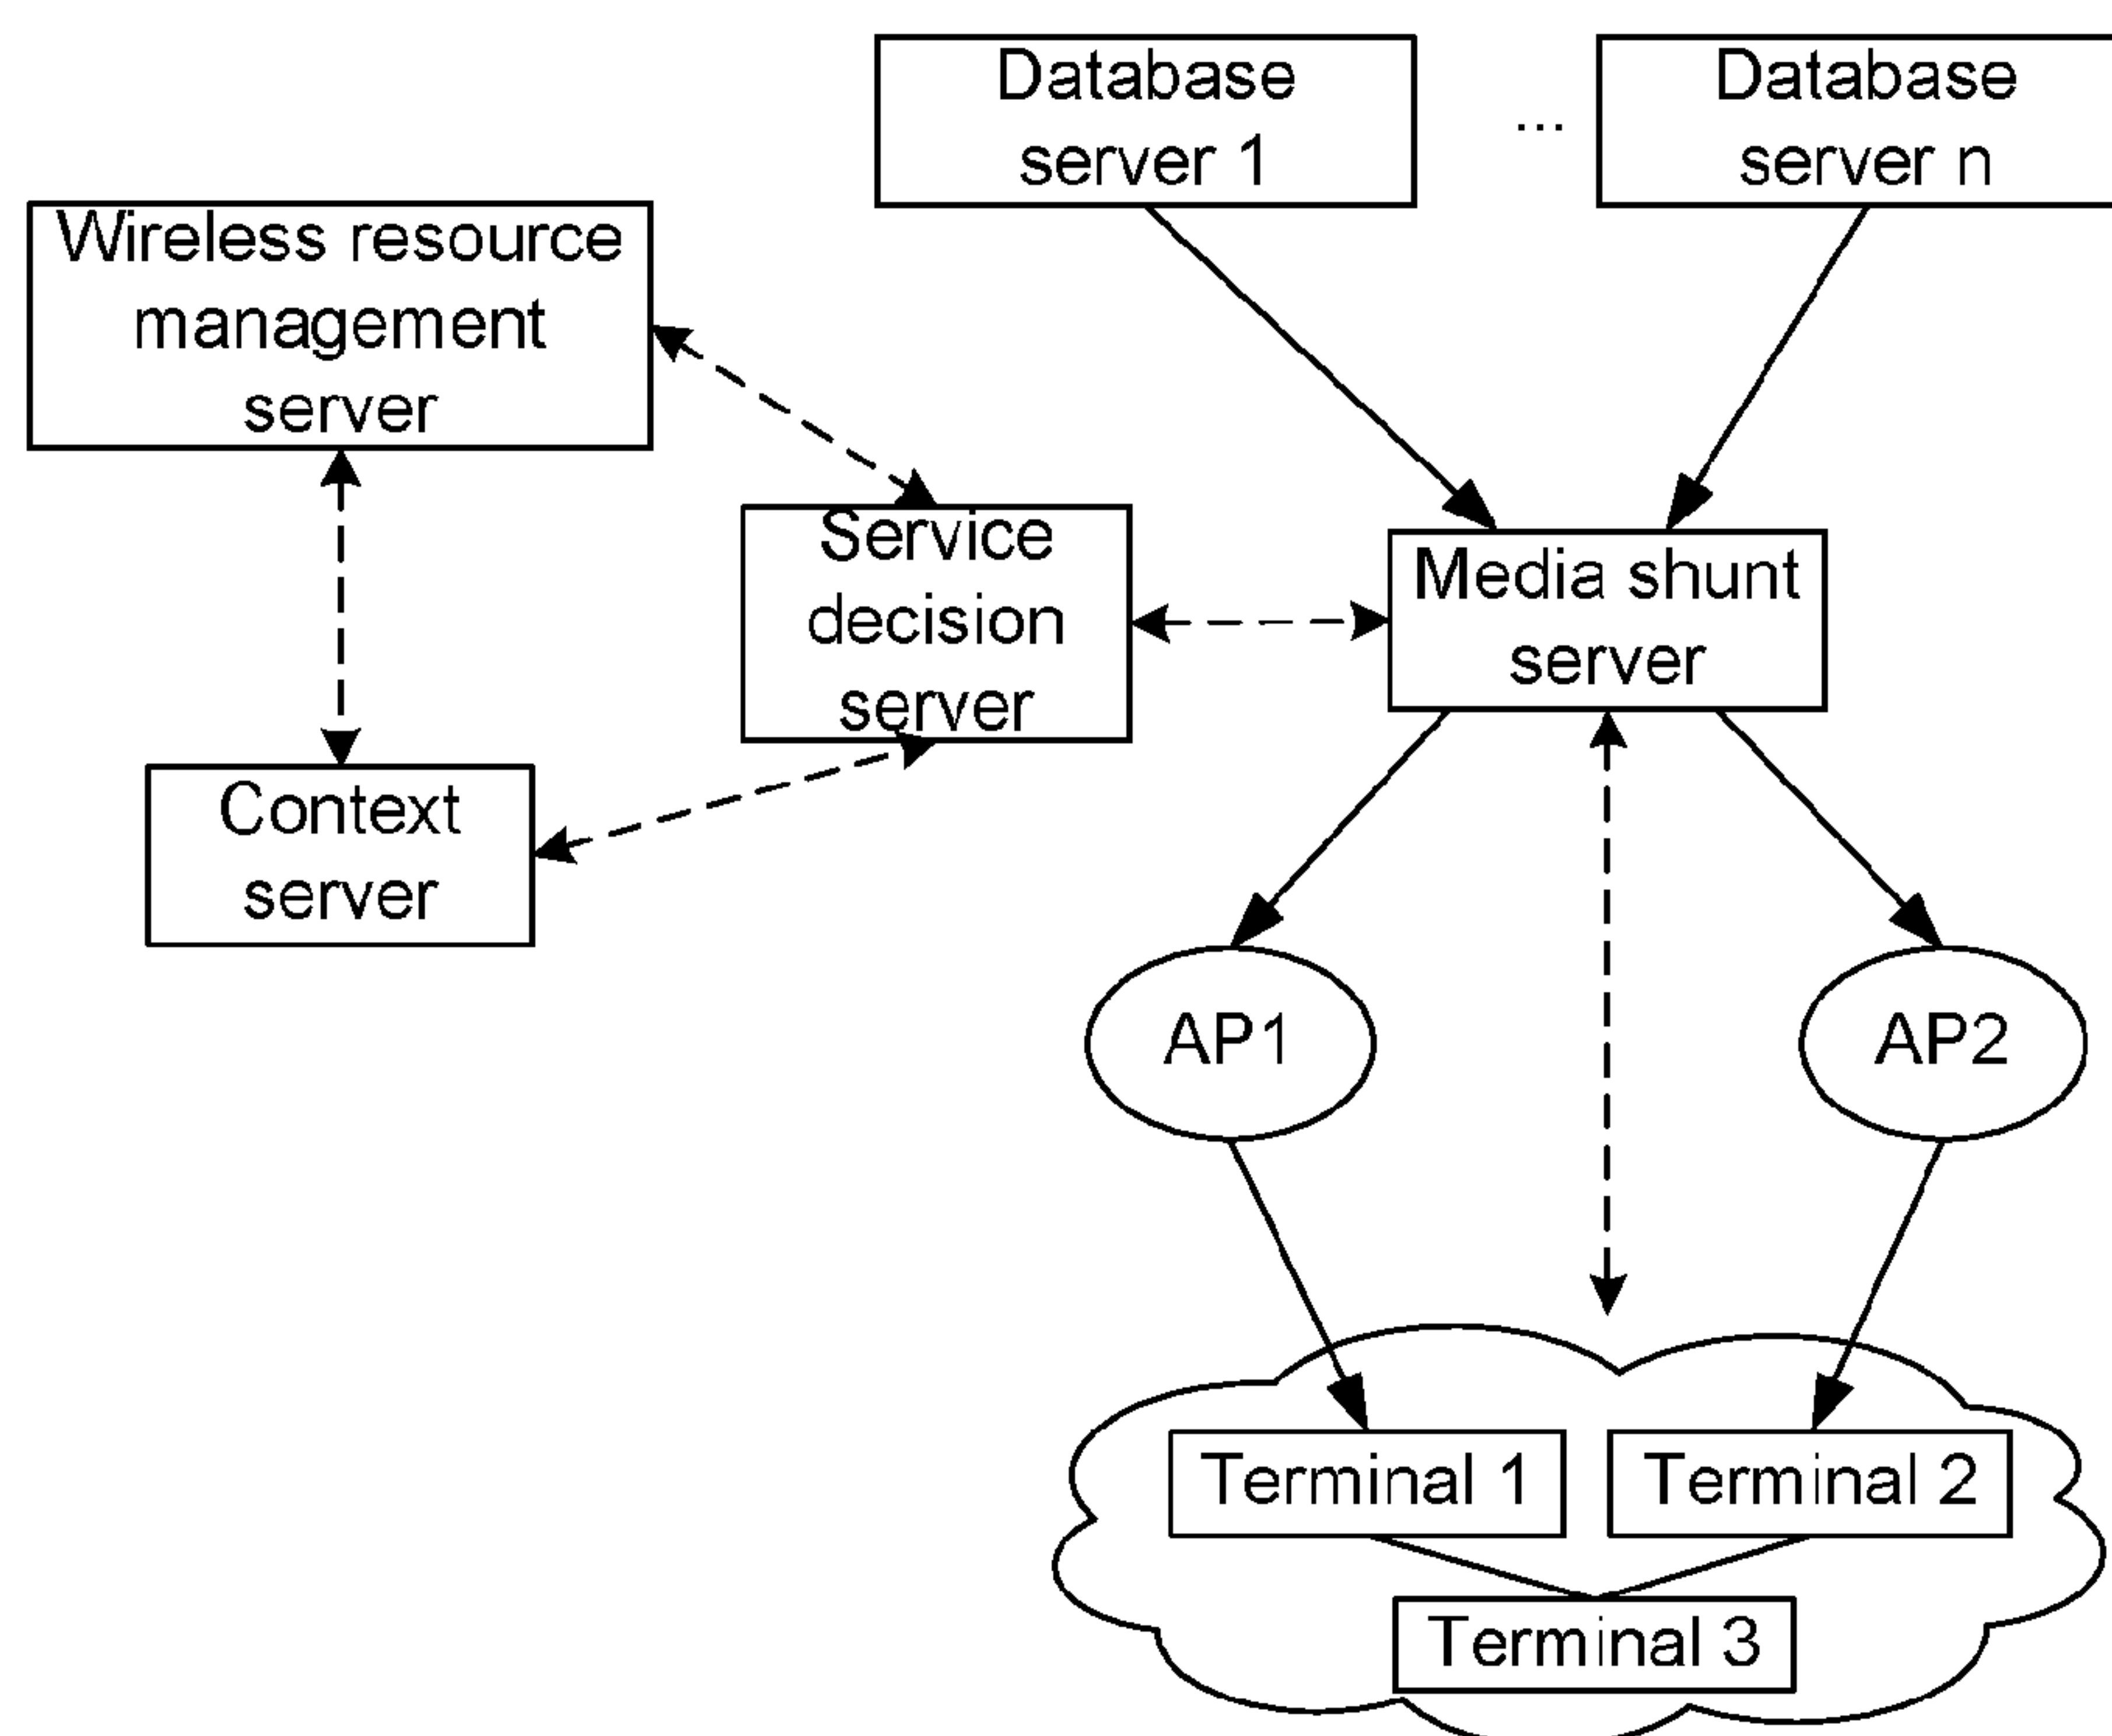 Database
server 1
...
Database
server n
Wireless resource
management
server
Service
decision
server
Media shunt
server
Context
server
AP1
AP2
Terminal 1
Terminal 2
Terminal 3